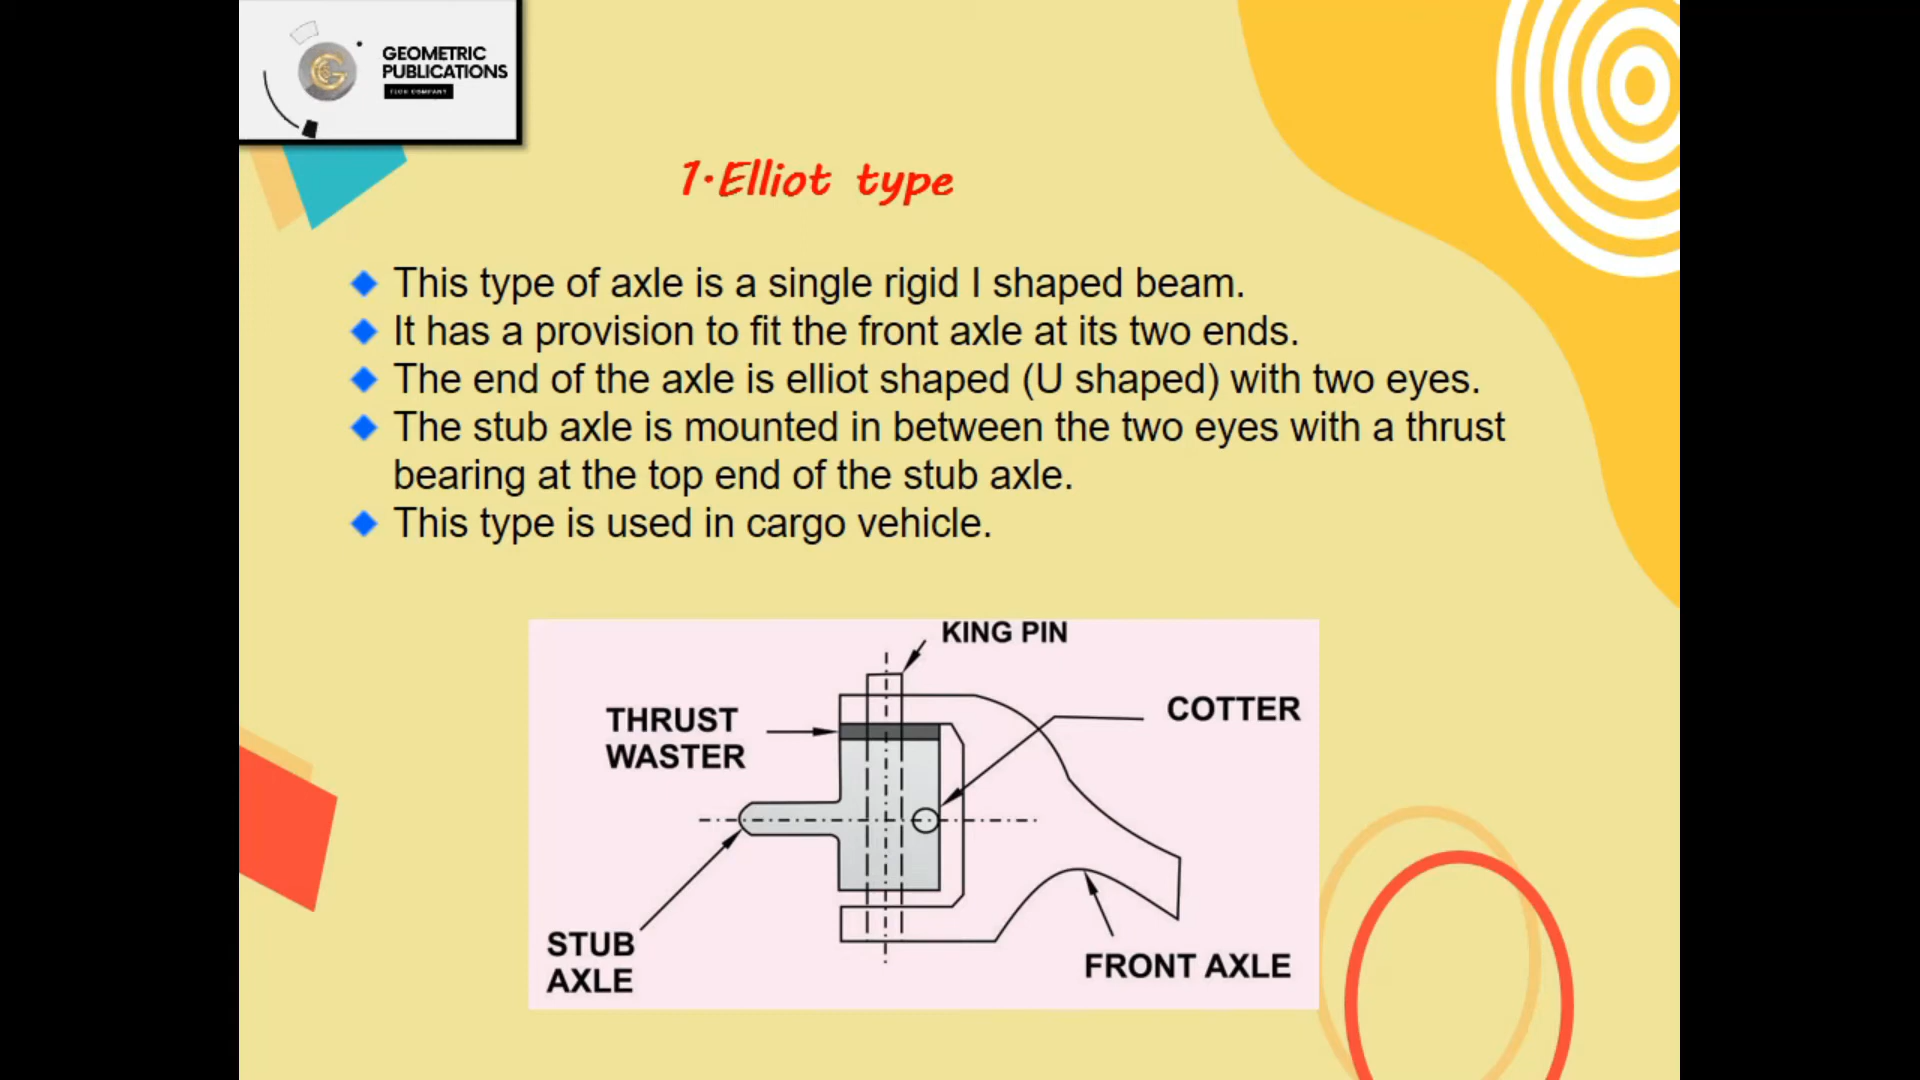 GEOMETRIC
PUBLICATIONS
TECH COMPANY
1.Elliot type
This type of axle is a single rigid I shaped beam.
It has a provision to fit the front axle at its two ends.
The end of the axle is elliot shaped (U shaped) with two eyes.
The stub axle is mounted in between the two eyes with a thrust
bearing at the top end of the stub axle.
This type is used in cargo vehicle.
KING PIN
THRUST
WASTER
COTTER
STUB
AXLE
FRONT AXLE